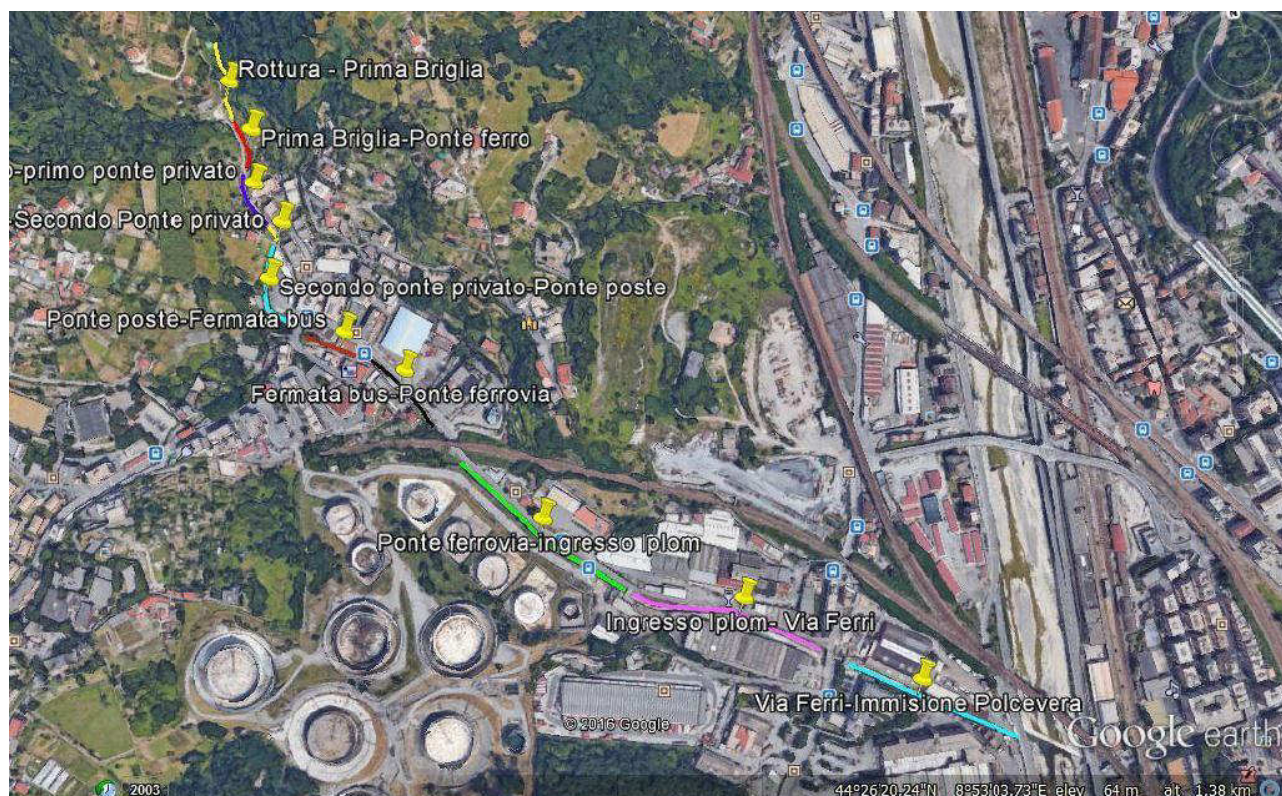 Rottura - Prima Briglia
Prima Briglia-Ponte ferro
o-primo ponte privato
-Secondo Ponte privato
Secondo ponte privato-Ponte poste
Ponte poste-Fermata bus
Fermata bus-Ponte ferrovia
Ponte ferrovia-ingresso Iplom
Ingresso Iplom- Via Ferri
Via Ferri-Immisione Polcevera
© 2016 Google
Google earth
2003
44°26'20.24"N 8°53'03.73"E elev 64 m alt 1.38 km